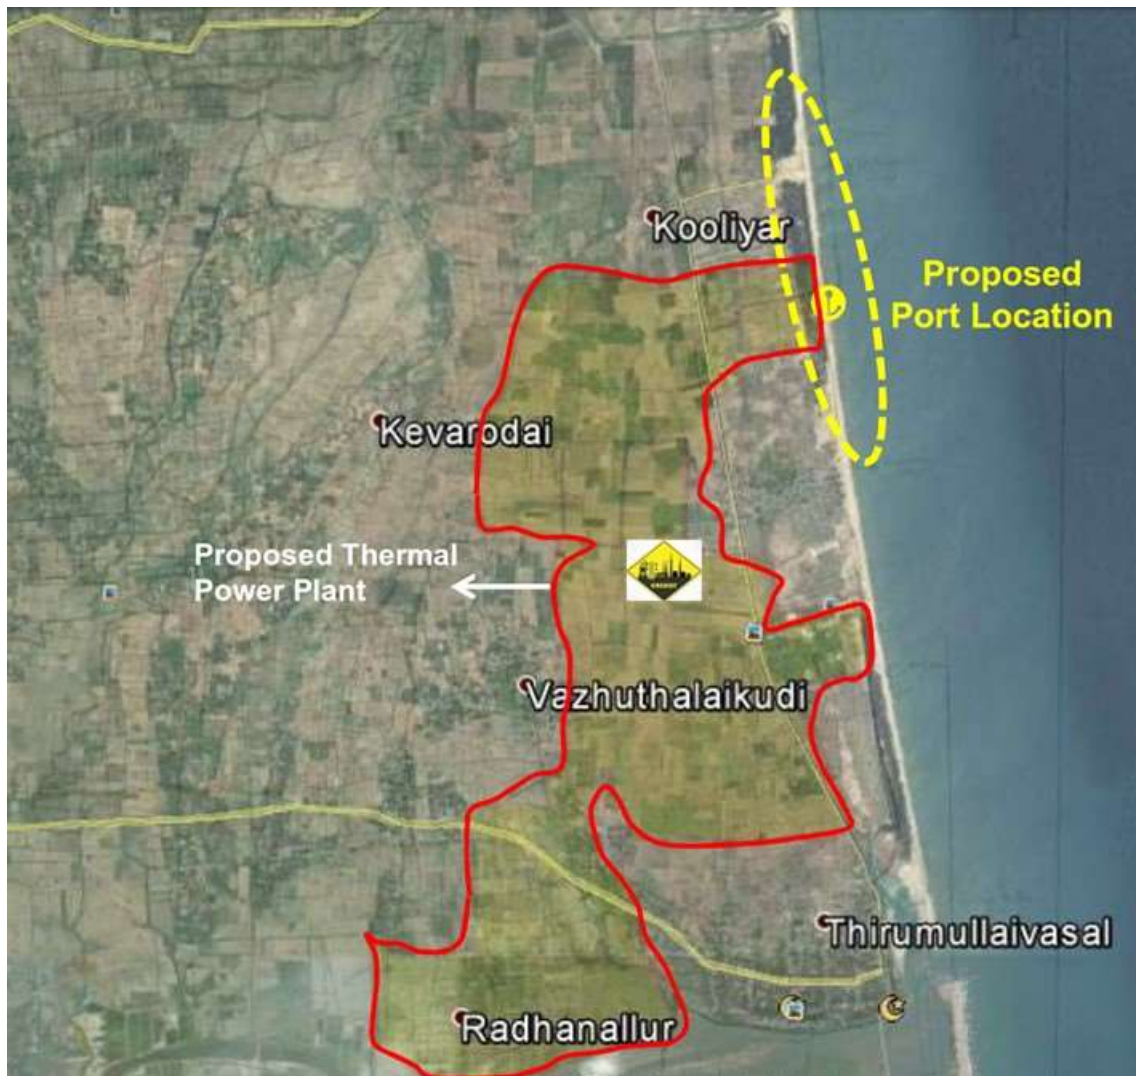 Kooliyar
Proposed
Port Location
Kevarodai
Proposed Thermal
Power Plant
Vazhuthalaikudi
Thirumullaivasal
Radhanallur